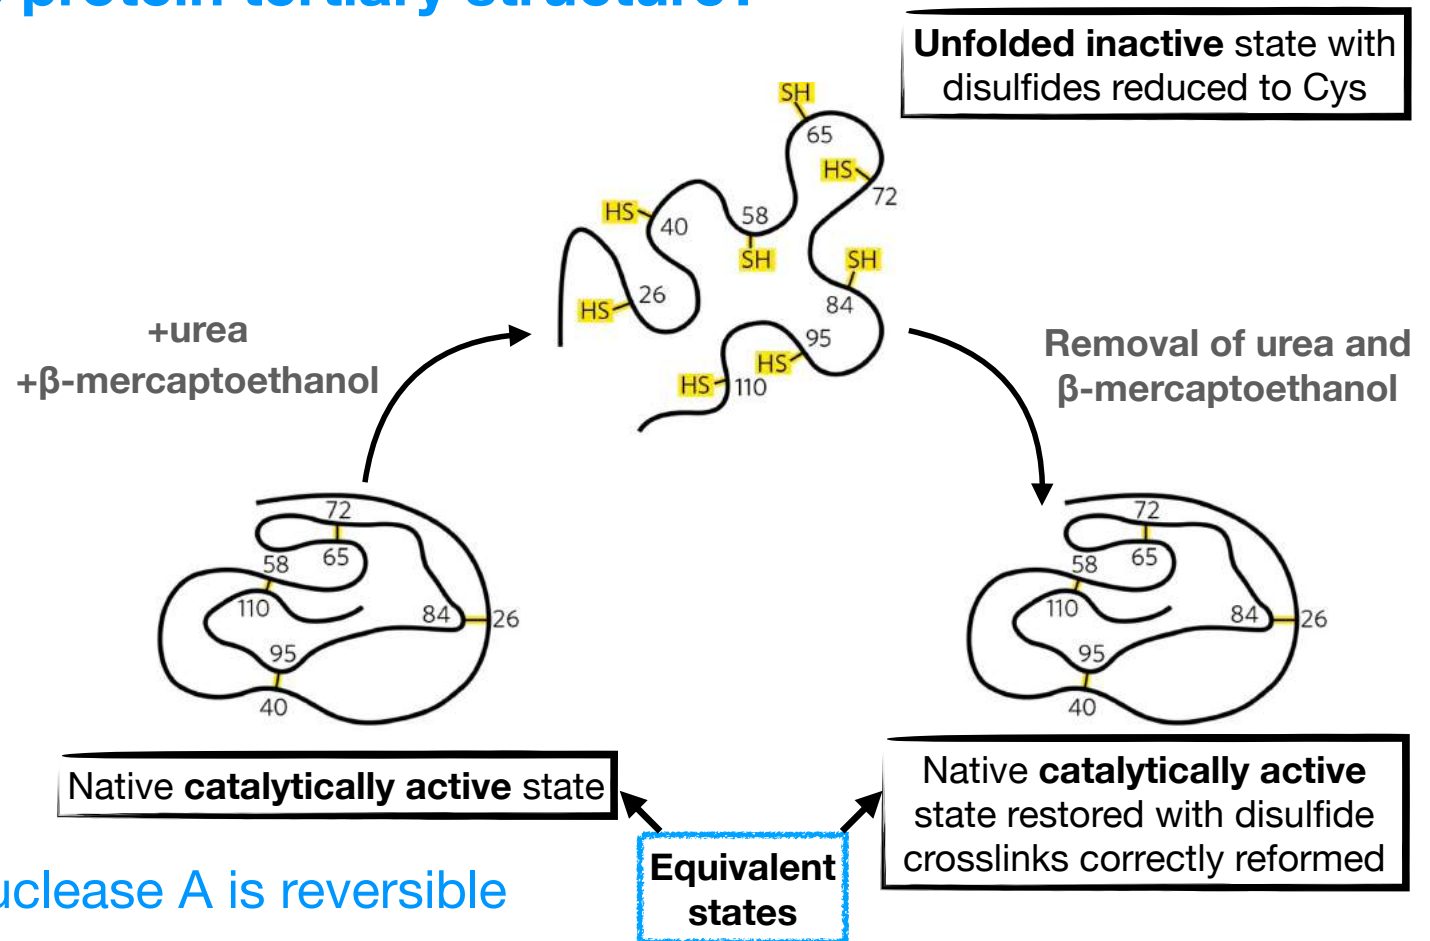 protein tertiary structure?
Unfolded inactive state with
disulfides reduced to Cys
SH
65
HS
72
HS
40
58
SH
SH
26
HS
84
95
HS
HS
110
+urea
+β-mercaptoethanol
Removal of urea and
β-mercaptoethanol
72
65
58
110
84
26
95
40
72
65
58
110
84
26
95
40
Native catalytically active state
Native catalytically active
state restored with disulfide
crosslinks correctly reformed
Equivalent
states
uclease A is reversible